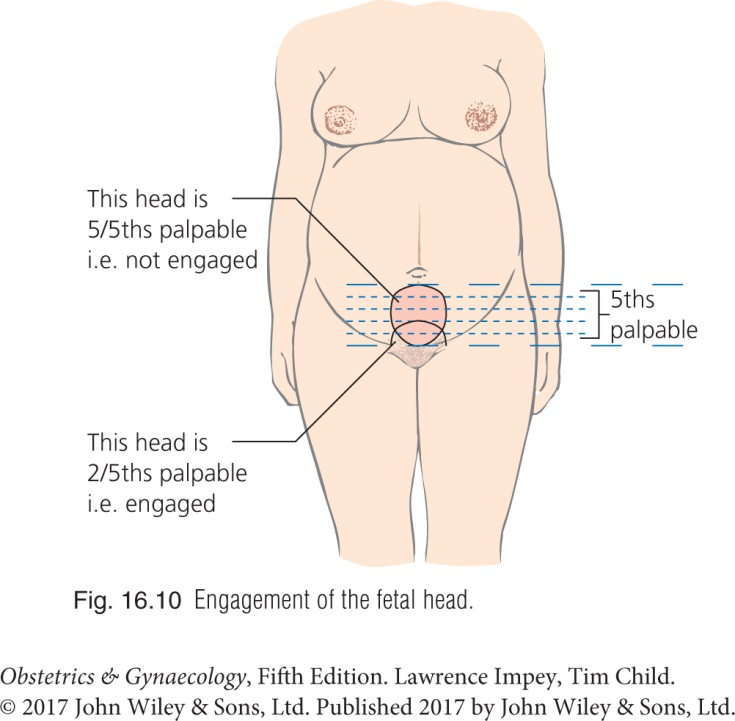 This head is
5/5ths palpable
i.e. not engaged
5ths
palpable
This head is
2/5ths palpable
i.e. engaged
Fig. 16.10 Engagement of the fetal head.
Obstetrics & Gynaecology, Fifth Edition. Lawrence Impey, Tim Child.
© 2017 John Wiley & Sons, Ltd. Published 2017 by John Wiley & Sons, Ltd.